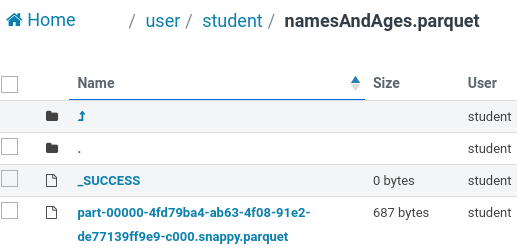 Home / user / student / namesAndAges.parquet
Name Size User
student
. student
_SUCCESS 0 bytes student
part-00000-4fd79ba4-ab63-4f08-91e2- 687 bytes student
de77139ff9e9-c000.snappy.parquet